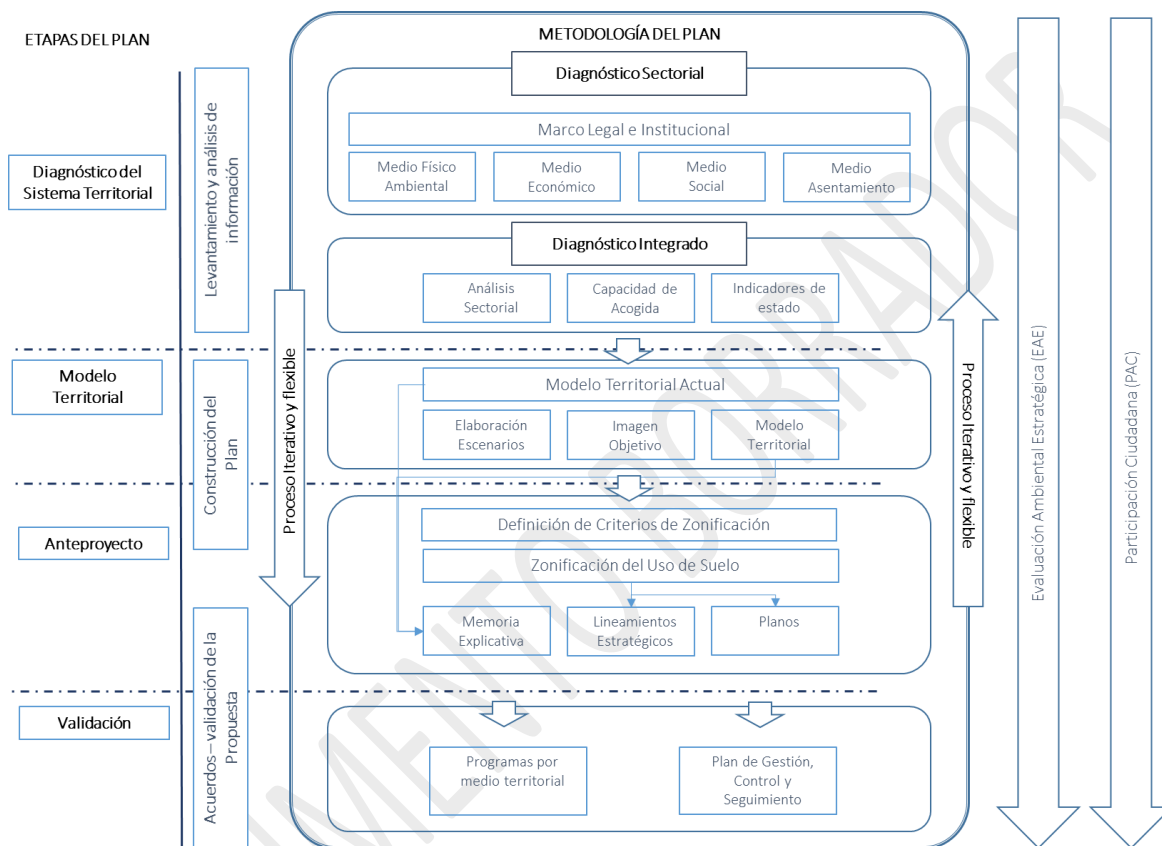 ETAPAS DEL PLAN
METODOLOGÍA DEL PLAN
Diagnóstico Sectorial
Marco Legal e Institucional
Medio Físico
Ambiental
Medio
Económico
Medio
Social
Medio
Asentamiento
Diagnóstico del
Sistema Territorial
Levantamiento y análisis de
información
Diagnóstico Integrado
Análisis
Sectorial
Capacidad de
Acogida
Indicadores de
estado
Modelo
Territorial
Construcción del
Plan
Proceso Iterativo y flexible
Modelo Territorial Actual
Elaboración
Escenarios
Imagen
Objetivo
Modelo
Territorial
Proceso Iterativo y flexible
Evaluación Ambiental Estratégica (EAE)
Participación Ciudadana (PAC)
Anteproyecto
Definición de Criterios de Zonificación
Zonificación del Uso de Suelo
Memoria
Explicativa
Lineamientos
Estratégicos
Planos
Validación
Acuerdos – validación de la
Propuesta
Programas por
medio territorial
Plan de Gestión,
Control y
Seguimiento
MENTO BORRADOR